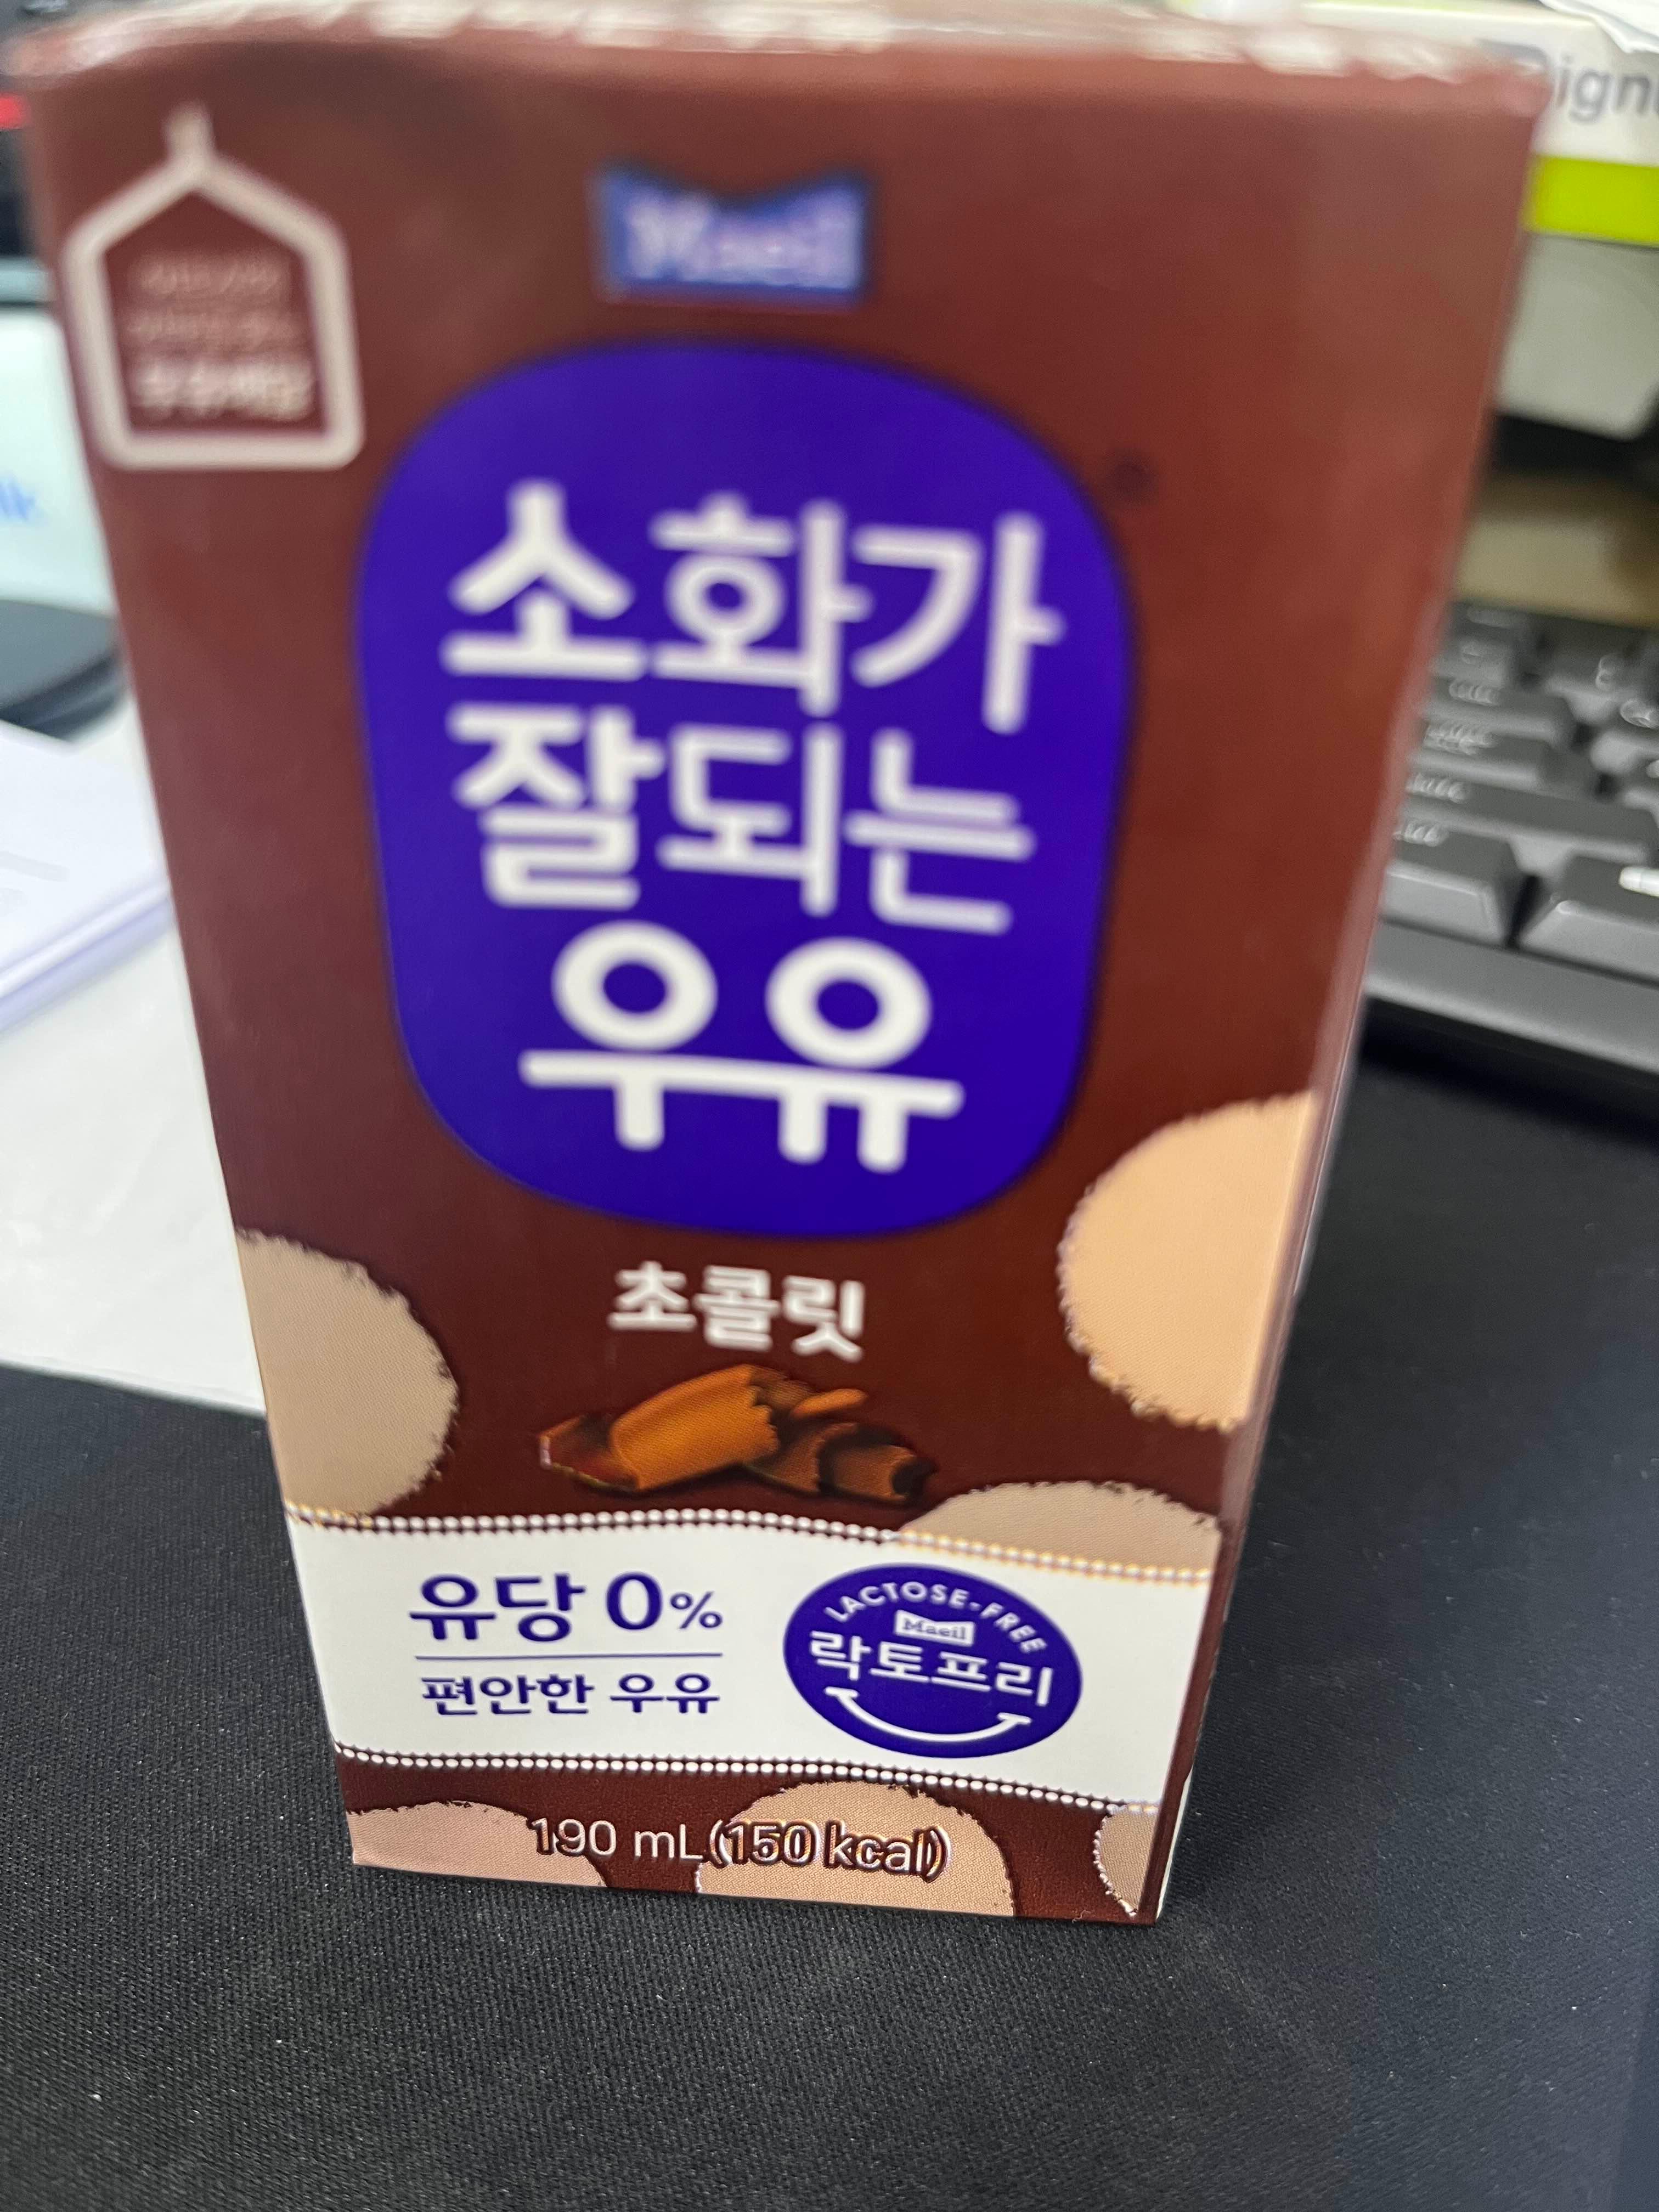 Maeil
소화가
잘되는
우유
초콜릿
유당 0%
편안한 우유
LACTOSE-FREE
Maeil
락토프리
190 mL(150 kcal)